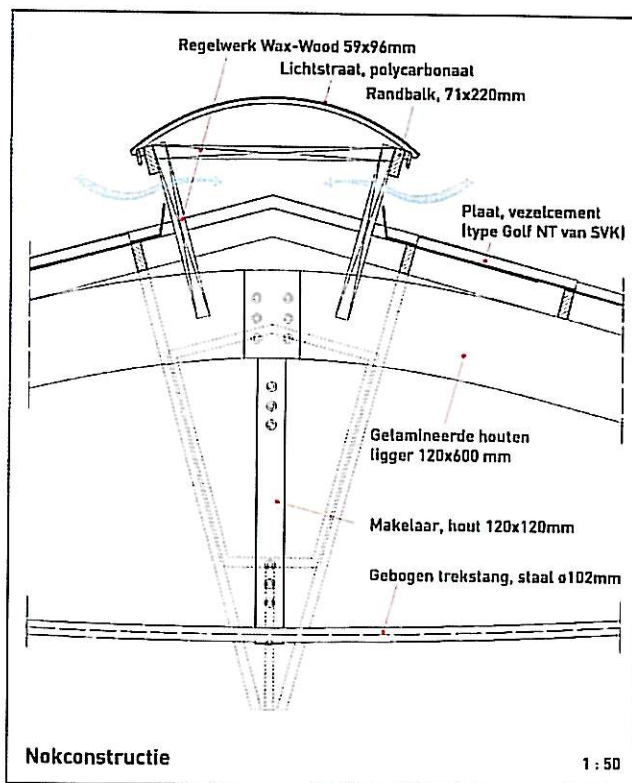 Regelwerk Wax-Wood 59x96mm
Lichtstraat, polycarbonaat
Randbalk, 71x220mm
Plaat, vezelcement
(type Golf NT van SVK)
Gelamineerde houten
ligger 120x600 mm
Makelaar, hout 120x120mm
Gebogen trekstang, staal ø102mm
Nokconstructie
1 : 50